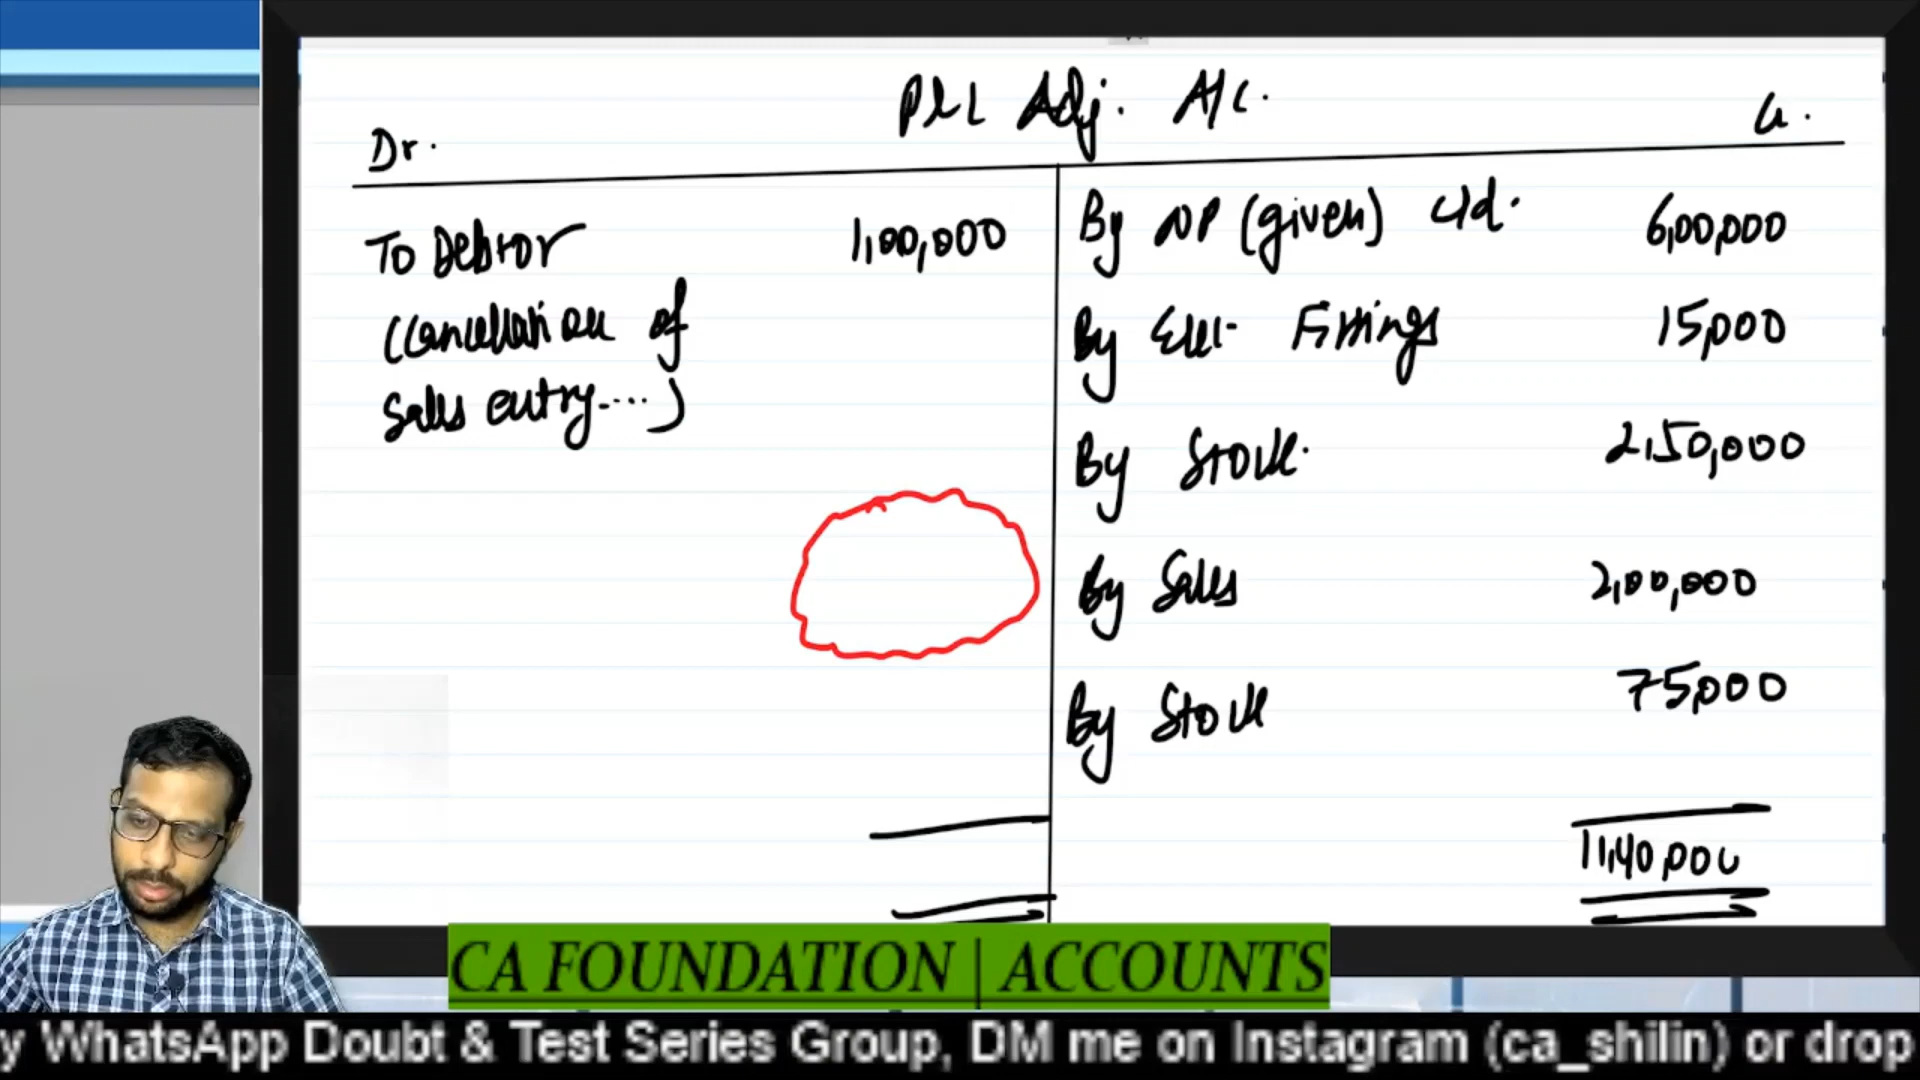 P&L Adj. A/c.
Dr.
Cr.
To Debtor 1,00,000
(Cancellation of
Sales entry....)
By NP (given) c/d. 6,00,000
By Elec. Fittings 15,000
By Stock. 2,50,000
By Sales 2,00,000
By Stock 75,000
11,40,000
CA FOUNDATION | ACCOUNTS
y WhatsApp Doubt & Test Series Group, DM me on Instagram (ca_shilin) or drop